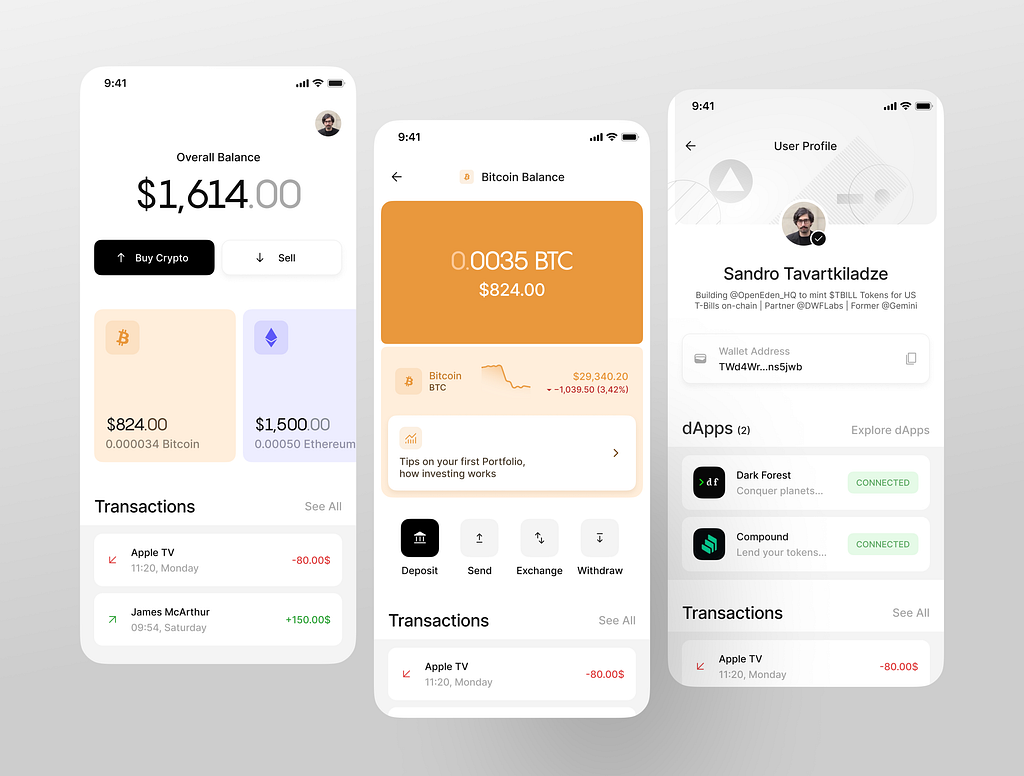 9:41
Overall Balance
$1,614.00
Buy Crypto
Sell
$824.00
0.000034 Bitcoin
$1,500.00
0.00050 Ethereum
Transactions
See All
Apple TV
11:20, Monday
-80.00$
James McArthur
09:54, Saturday
+150.00$
9:41
Bitcoin Balance
0.0035 BTC
$824.00
Bitcoin
BTC
$29,340.20
−1,039.50 (3,42%)
Tips on your first Portfolio,
how investing works
Deposit
Send
Exchange
Withdraw
Transactions
See All
Apple TV
11:20, Monday
-80.00$
9:41
User Profile
Sandro Tavartkiladze
Building @OpenEden_HQ to mint $TBILL Tokens for US
T-Bills on-chain | Partner @DWFLabs | Former @Gemini
Wallet Address
TWd4Wr...ns5jwb
dApps (2)
Explore dApps
>df
Dark Forest
Conquer planets...
CONNECTED
Compound
Lend your tokens...
CONNECTED
Transactions
See All
Apple TV
11:20, Monday
-80.00$